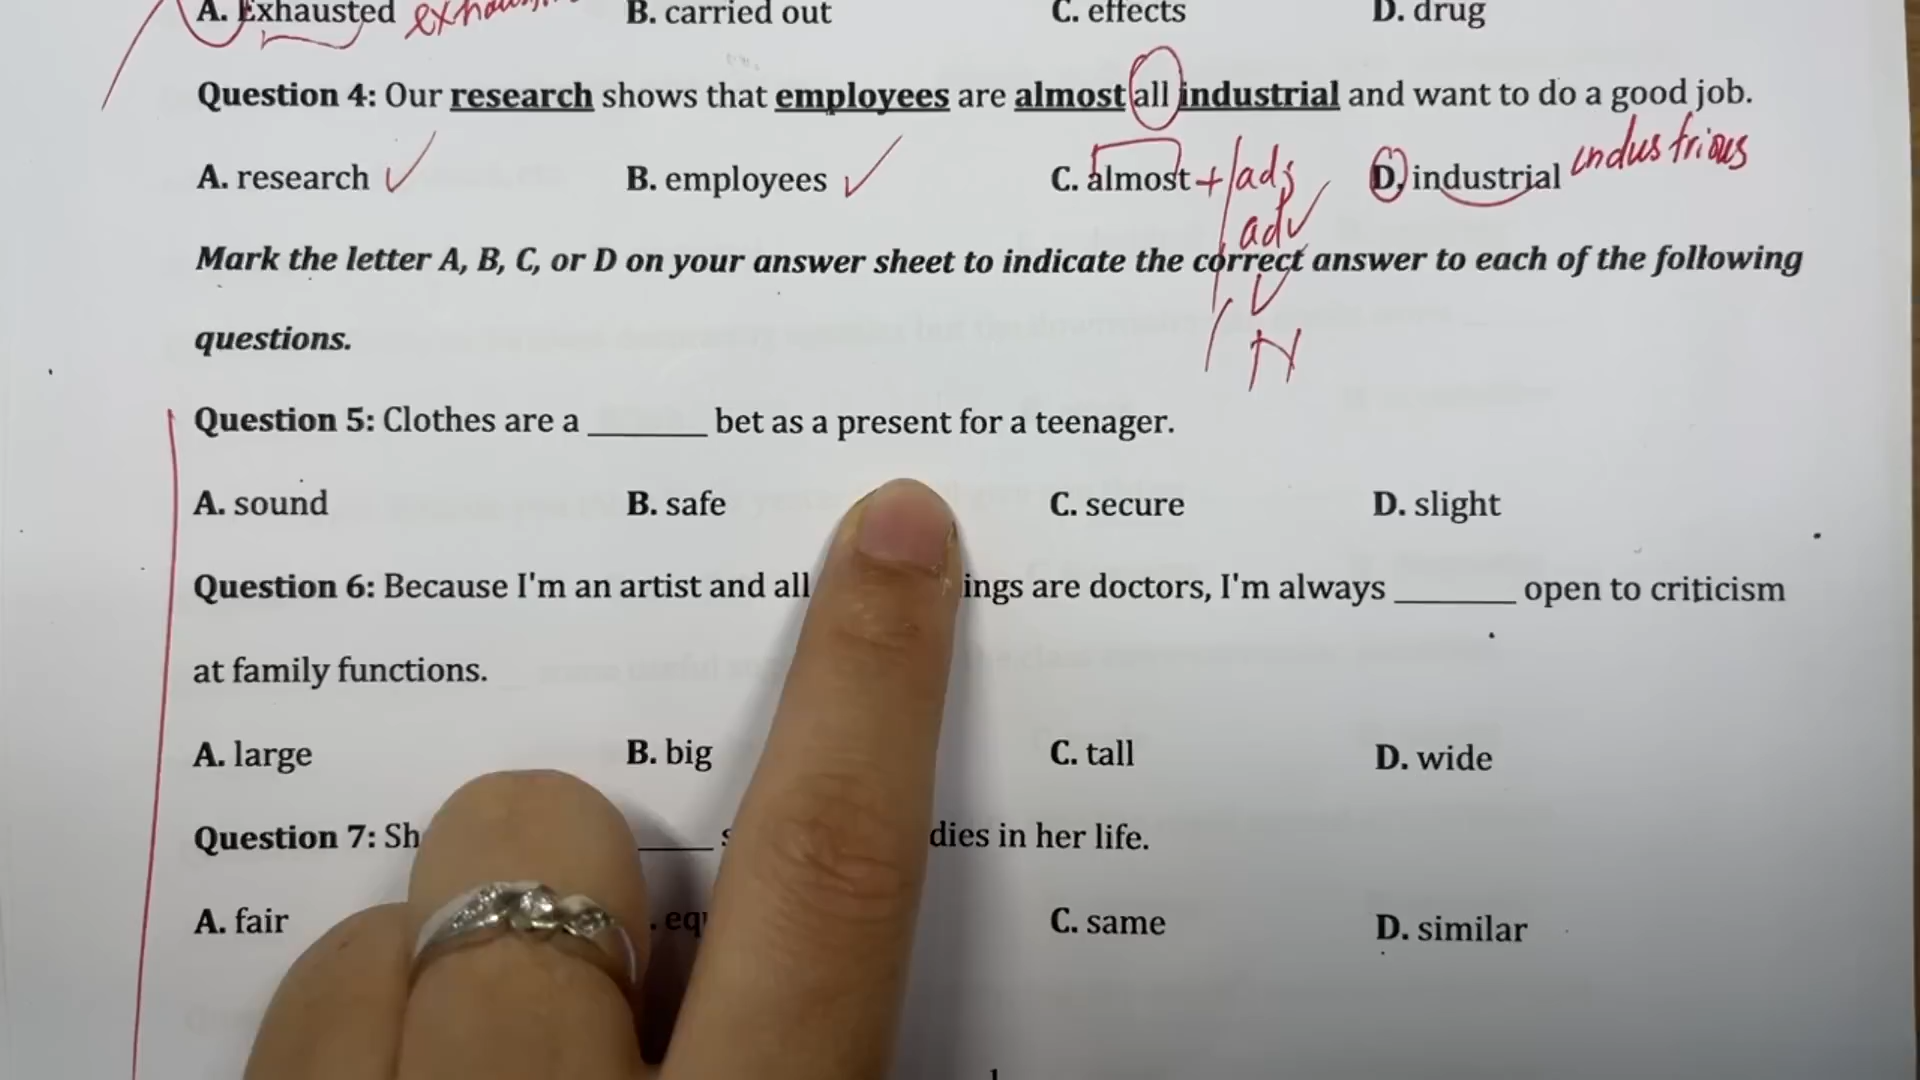 A. Exhausted B. carried out C. effects D. drug
Question 4: Our research shows that employees are almost all industrial and want to do a good job.
A. research B. employees C. almost + adj D. industrial industrious
adv
Mark the letter A, B, C, or D on your answer sheet to indicate the correct answer to each of the following
V
questions.
N
Question 5: Clothes are a ______ bet as a present for a teenager.
A. sound B. safe C. secure D. slight
Question 6: Because I'm an artist and all ings are doctors, I'm always ______ open to criticism
at family functions.
A. large B. big C. tall D. wide
Question 7: Sh ____ s dies in her life.
A. fair . eq C. same D. similar